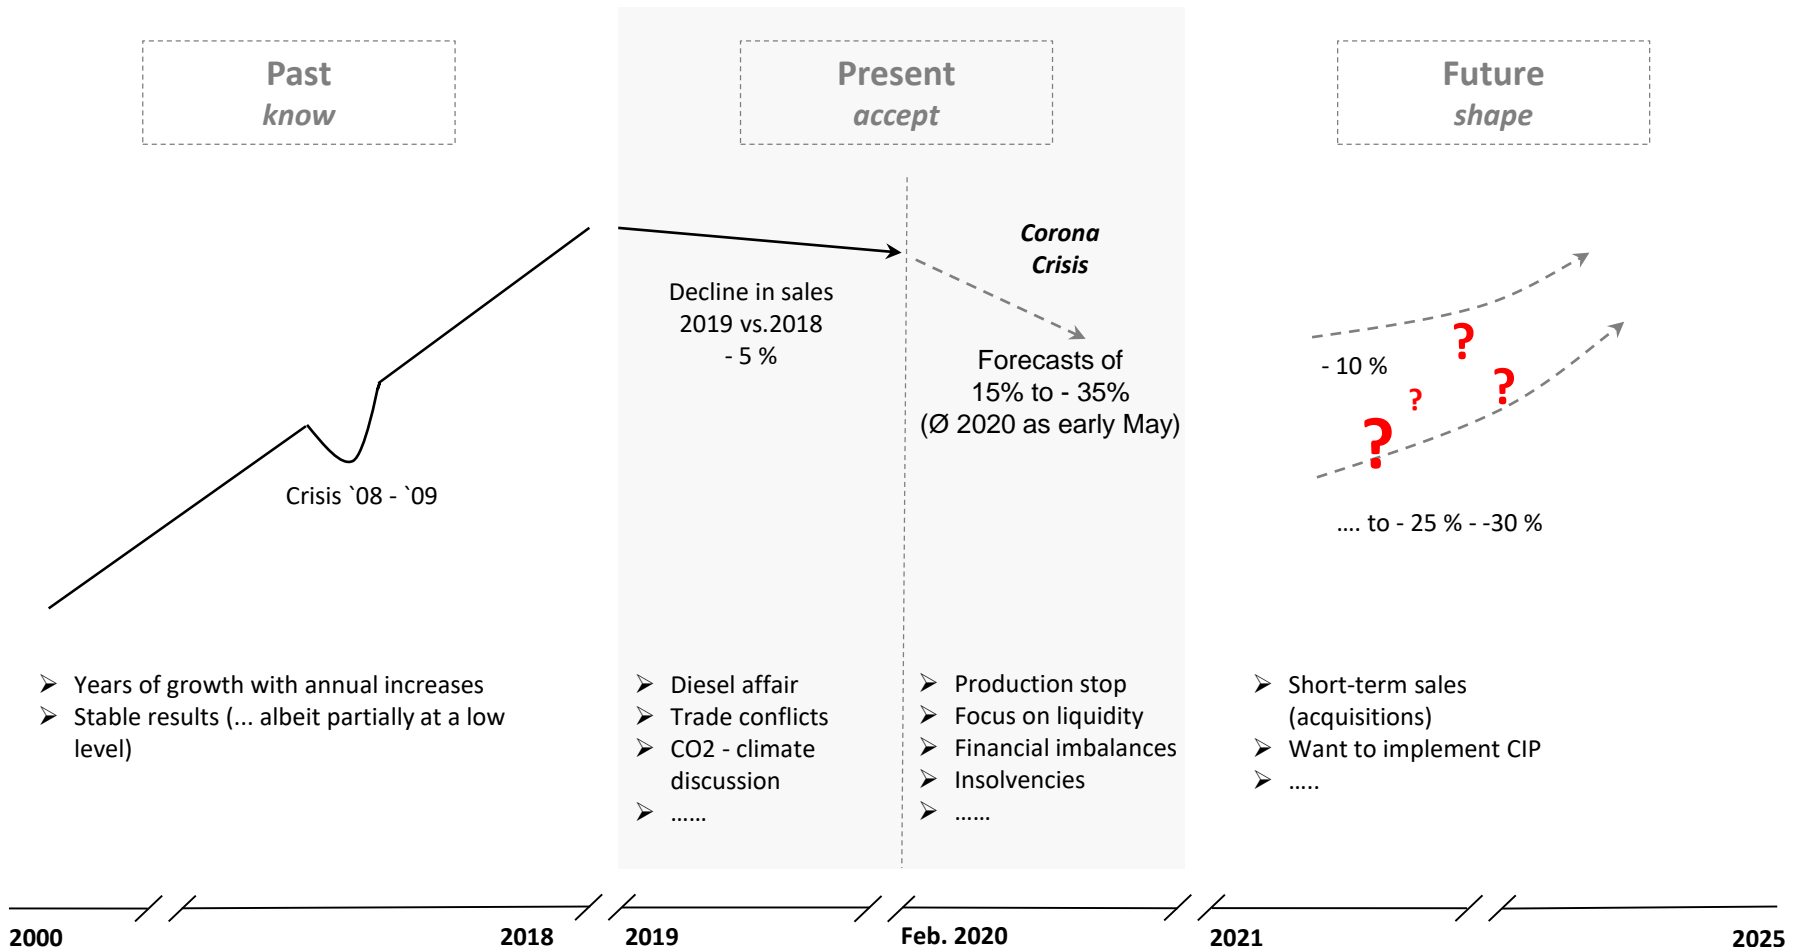 Past
know
Present
accept
Future
shape
Corona
Crisis
Decline in sales
2019 vs.2018
- 5 %
Forecasts of
15% to - 35%
(Ø 2020 as early May)
Crisis `08 - `09
- 10 %
?
?
?
?
.... to - 25 % - -30 %
➢ Years of growth with annual increases
➢ Stable results (... albeit partially at a low
level)
➢ Diesel affair
➢ Trade conflicts
➢ CO2 - climate
discussion
➢ ......
➢ Production stop
➢ Focus on liquidity
➢ Financial imbalances
➢ Insolvencies
➢ ......
➢ Short-term sales
(acquisitions)
➢ Want to implement CIP
➢ .....
2000
2018
2019
Feb. 2020
2021
2025